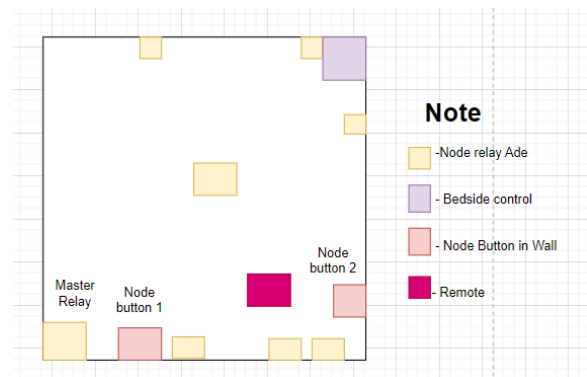 Note
-Node relay Ade
- Bedside control
- Node Button in Wall
- Remote
Node
button 2
Master
Relay
Node
button 1